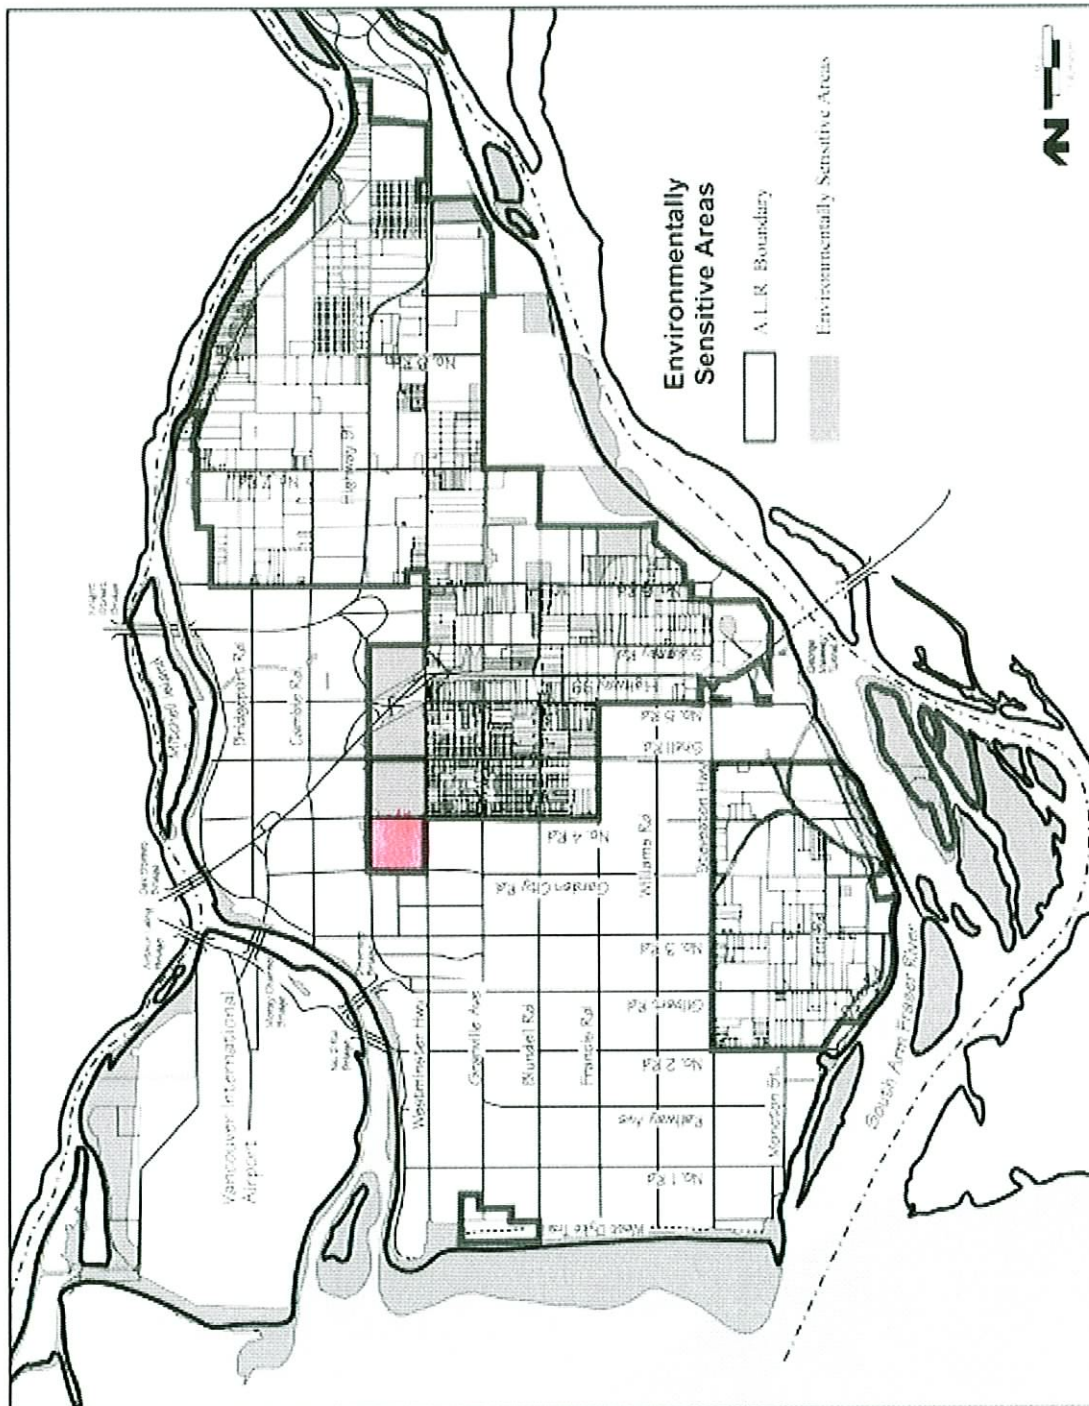 Environmentally
Sensitive Areas
A.L.R. Boundary
Environmentally Sensitive Areas
N
Mitchell Island
Bridgeport Rd
Cambie Rd
Highway 91
No. 7 Rd
No. 8 Rd
No. 6 Rd
Sidaway Rd
Highway 99
No. 5 Rd
Shell Rd
No. 4 Rd
Garden City Rd
No. 3 Rd
Gilbert Rd
No. 2 Rd
Railway Ave
No. 1 Rd
West Dyke Trail
Westminster Hwy
Granville Ave
Blundell Rd
Francis Rd
Williams Rd
Steveston Hwy
Moncton St
Vancouver International
Airport
South Arm Fraser River